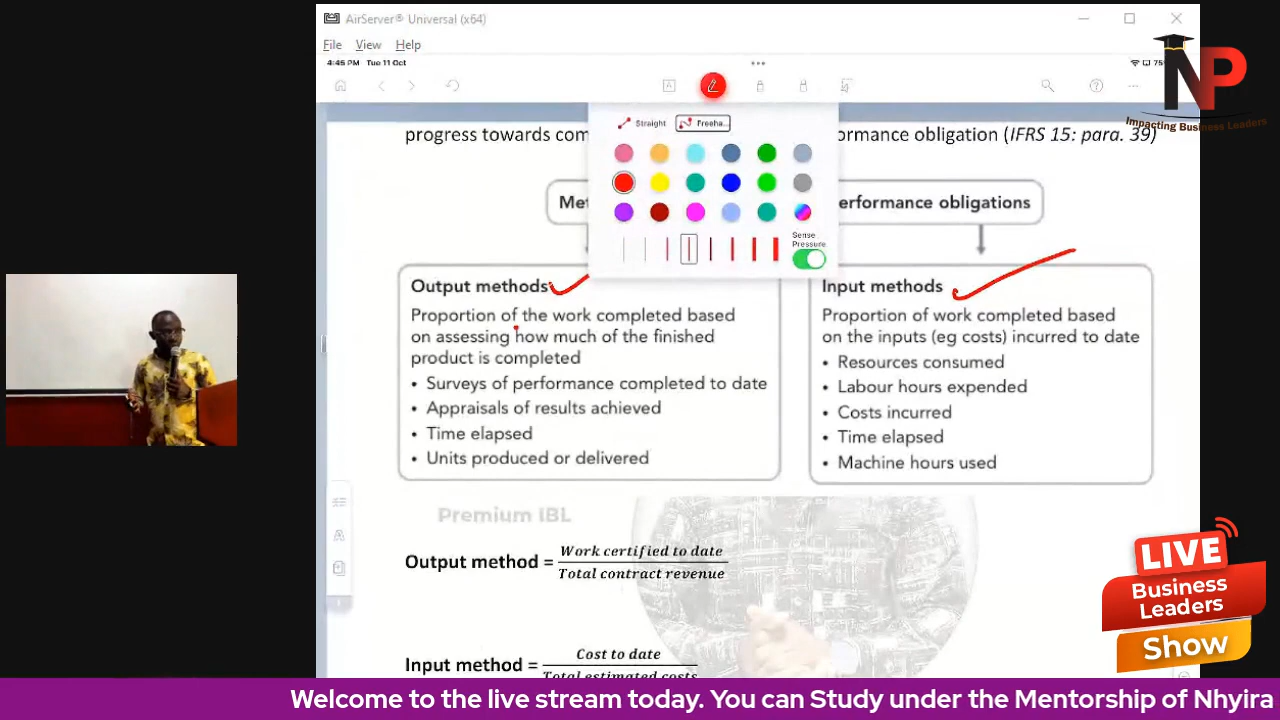 AirServer® Universal (x64)
File View Help
4:45 PM Tue 11 Oct
NP
Impacting Business Leaders
Straight Freeha...
Sense
Pressure
progress towards com
rformance obligation (IFRS 15: para. 39)
Met
erformance obligations
Output methods
Proportion of the work completed based
on assessing how much of the finished
product is completed
• Surveys of performance completed to date
• Appraisals of results achieved
• Time elapsed
• Units produced or delivered
Input methods
Proportion of work completed based
on the inputs (eg costs) incurred to date
• Resources consumed
• Labour hours expended
• Costs incurred
• Time elapsed
• Machine hours used
Premium IBL
Output method = Work certified to date
Total contract revenue
Input method = Cost to date
Total estimated costs
LIVE
Business
Leaders
Show
Welcome to the live stream today. You can Study under the Mentorship of Nhyira